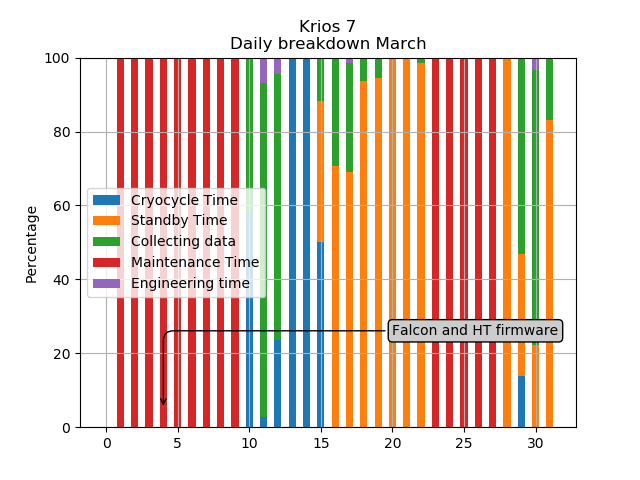 Krios 7
Daily breakdown March
Percentage
100
80
60
40
20
0
Cryocycle Time
Standby Time
Collecting data
Maintenance Time
Engineering time
Falcon and HT firmware
0 5 10 15 20 25 30